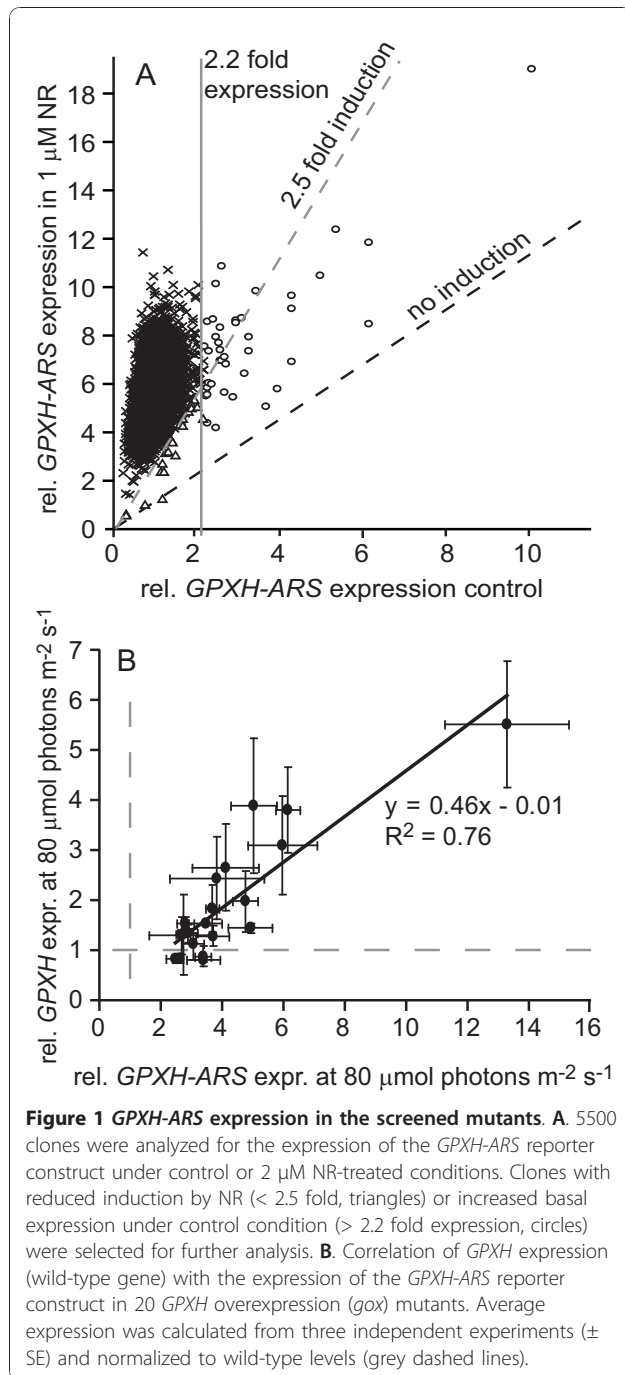 A
2.2 fold
expression
2.5 fold induction
no induction
rel. GPXH-ARS expression in 1 μM NR
18
16
14
12
10
8
6
4
2
0
0 2 4 6 8 10
rel. GPXH-ARS expression control
B
rel. GPXH expr. at 80 μmol photons m-2 s-1
7
6
5
4
3
2
1
0
y = 0.46x - 0.01
R2 = 0.76
0 2 4 6 8 10 12 14 16
rel. GPXH-ARS expr. at 80 μmol photons m-2 s-1
Figure 1 GPXH-ARS expression in the screened mutants. A. 5500
clones were analyzed for the expression of the GPXH-ARS reporter
construct under control or 2 μM NR-treated conditions. Clones with
reduced induction by NR (< 2.5 fold, triangles) or increased basal
expression under control condition (> 2.2 fold expression, circles)
were selected for further analysis. B. Correlation of GPXH expression
(wild-type gene) with the expression of the GPXH-ARS reporter
construct in 20 GPXH overexpression (gox) mutants. Average
expression was calculated from three independent experiments (±
SE) and normalized to wild-type levels (grey dashed lines).